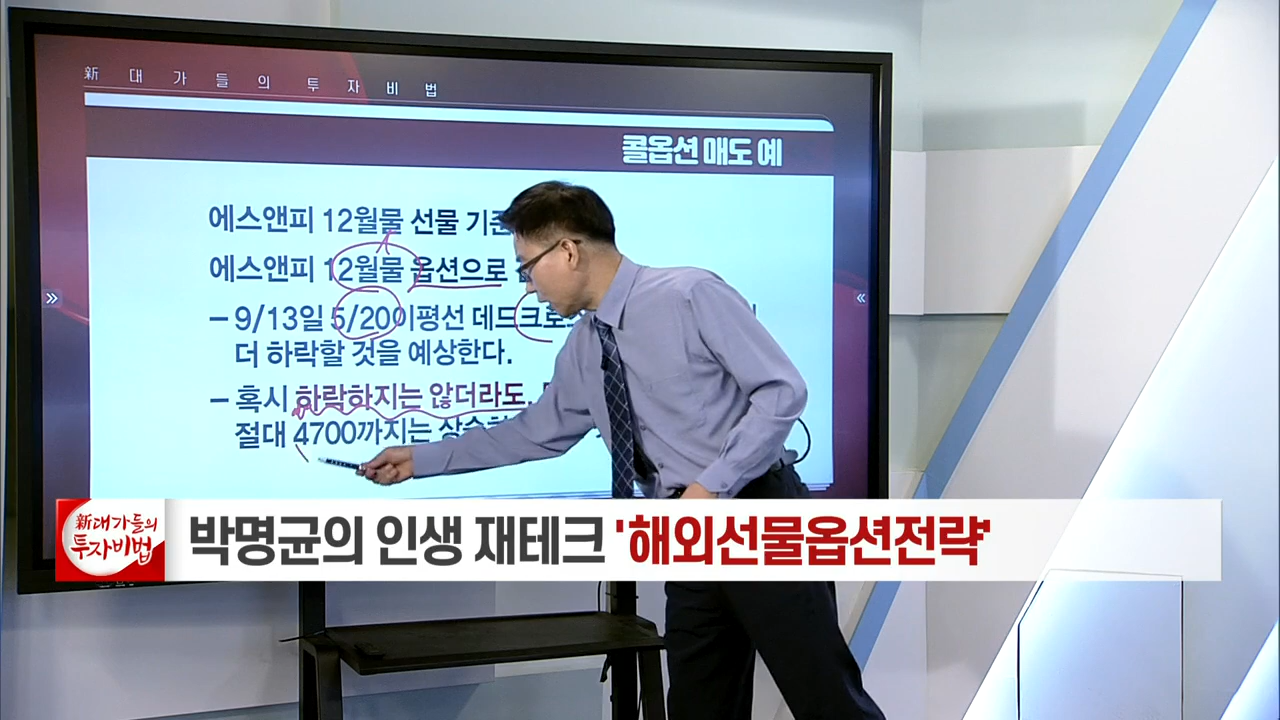 新 대가들의 투자비법
콜옵션 매도 예
에스앤피 12월물 선물 기준
에스앤피 12월물 옵션으로
– 9/13일 5/20이평선 데드크로
더 하락할 것을 예상한다.
– 혹시 하락하지는 않더라도,
절대 4700까지는 상승하
新대가들의
투자비법
박명균의 인생 재테크 '해외선물옵션전략'